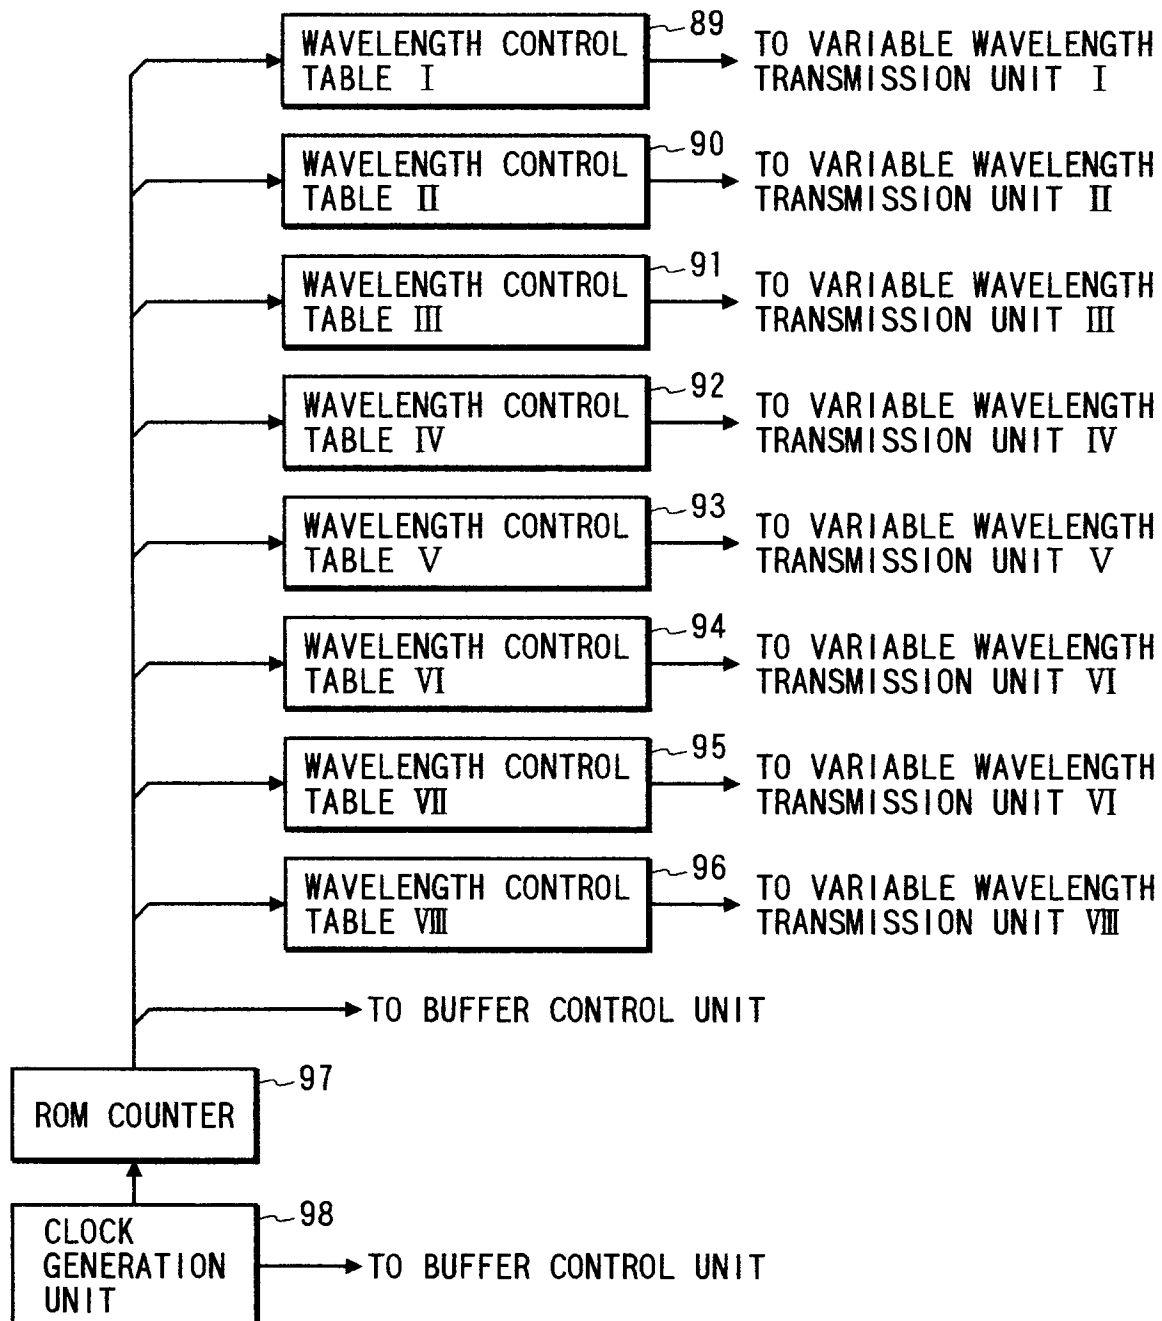 WAVELENGTH CONTROL
TABLE I
89
TO VARIABLE WAVELENGTH
TRANSMISSION UNIT I
WAVELENGTH CONTROL
TABLE II
90
TO VARIABLE WAVELENGTH
TRANSMISSION UNIT II
WAVELENGTH CONTROL
TABLE III
91
TO VARIABLE WAVELENGTH
TRANSMISSION UNIT III
WAVELENGTH CONTROL
TABLE IV
92
TO VARIABLE WAVELENGTH
TRANSMISSION UNIT IV
WAVELENGTH CONTROL
TABLE V
93
TO VARIABLE WAVELENGTH
TRANSMISSION UNIT V
WAVELENGTH CONTROL
TABLE VI
94
TO VARIABLE WAVELENGTH
TRANSMISSION UNIT VI
WAVELENGTH CONTROL
TABLE VII
95
TO VARIABLE WAVELENGTH
TRANSMISSION UNIT VI
WAVELENGTH CONTROL
TABLE VIII
96
TO VARIABLE WAVELENGTH
TRANSMISSION UNIT VIII
TO BUFFER CONTROL UNIT
ROM COUNTER
97
CLOCK
GENERATION
UNIT
98
TO BUFFER CONTROL UNIT